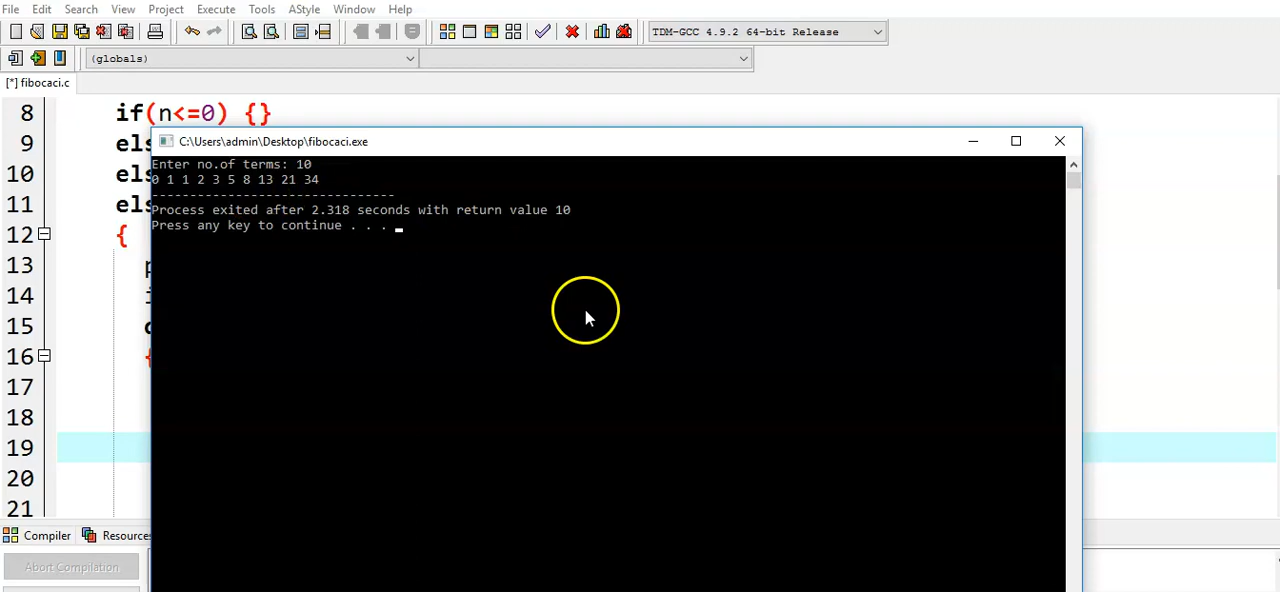 File Edit Search View Project Execute Tools AStyle Window Help
TDM-GCC 4.9.2 64-bit Release
(globals)
[*] fibocaci.c
8 if(n<=0) {}
C:\Users\admin\Desktop\fibocaci.exe
9 els
Enter no.of terms: 10
10 els
0 1 1 2 3 5 8 13 21 34
11 els
--------------------------------
Process exited after 2.318 seconds with return value 10
12 {
Press any key to continue . . .
13
14
15
16 {
17
18
19
20
21
Compiler Resources
Abort Compilation